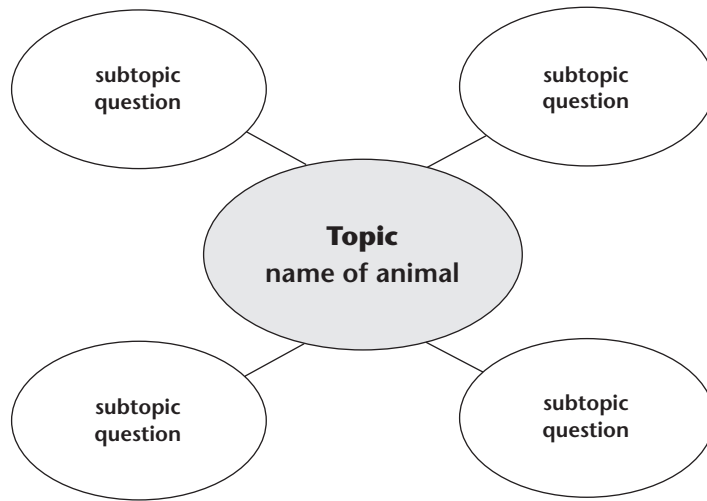 subtopic
question
subtopic
question
Topic
name of animal
subtopic
question
subtopic
question